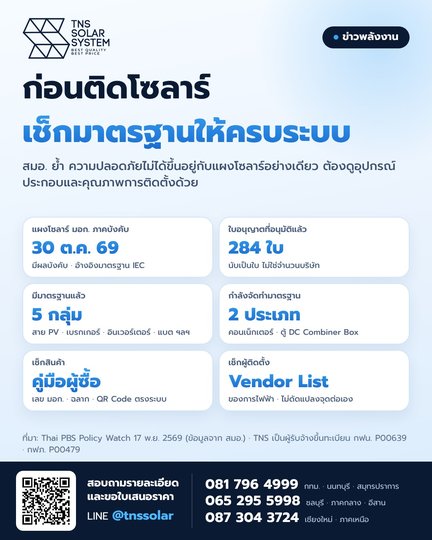 TNS
SOLAR
SYSTEM
BEST QUALITY
BEST PRICE
ข่าวพลังงาน
ก่อนติดโซลาร์
เช็กมาตรฐานให้ครบระบบ
สมอ. ย้ำ ความปลอดภัยไม่ได้ขึ้นอยู่กับแผงโซลาร์อย่างเดียว ต้องดูอุปกรณ์
ประกอบและคุณภาพการติดตั้งด้วย
แผงโซลาร์ มอก. ภาคบังคับ
30 ต.ค. 69
มีผลบังคับ · อ้างอิงมาตรฐาน IEC
ใบอนุญาตที่อนุมัติแล้ว
284 ใบ
นับเป็นใบ ไม่ใช่จำนวนบริษัท
มีมาตรฐานแล้ว
5 กลุ่ม
สาย PV · เบรกเกอร์ · อินเวอร์เตอร์ · แบต ฯลฯ
กำลังจัดทำมาตรฐาน
2 ประเภท
คอนเน็กเตอร์ · ตู้ DC Combiner Box
เช็กสินค้า
คู่มือผู้ซื้อ
เลข มอก. · ฉลาก · QR Code ตรงระบบ
เช็กผู้ติดตั้ง
Vendor List
ของการไฟฟ้า · ไม่ดัดแปลงจุดต่อเอง
ที่มา: Thai PBS Policy Watch 17 พ.ย. 2569 (ข้อมูลจาก สมอ.) · TNS เป็นผู้รับจ้างขึ้นทะเบียน กฟน. P00639
· กฟภ. P00479
สอบถามรายละเอียด
และขอใบเสนอราคา
LINE @tnssolar
081 796 4999 กทม. · นนทบุรี · สมุทรปราการ
065 295 5998 ชลบุรี · ภาคกลาง · อีสาน
087 304 3724 เชียงใหม่ · ภาคเหนือ